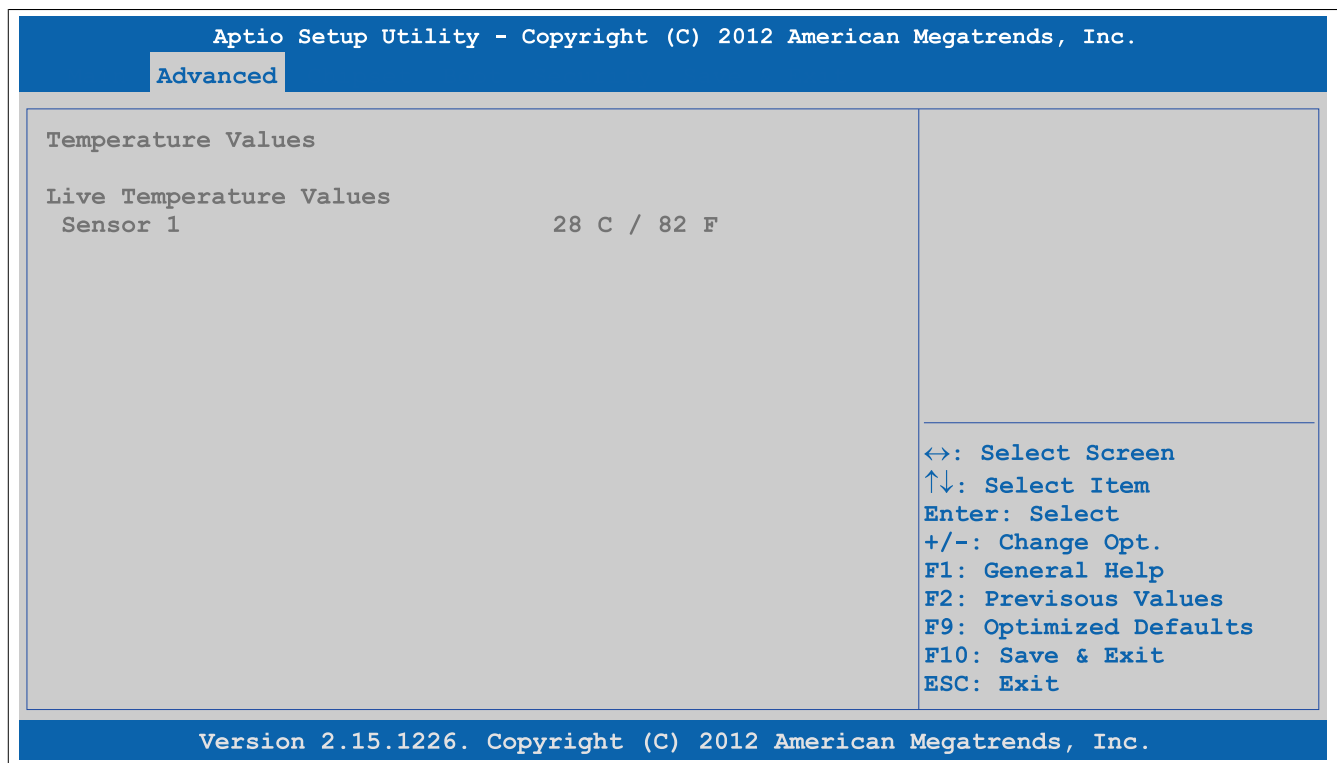 Aptio Setup Utility - Copyright (C) 2012 American Megatrends, Inc.
Advanced
Temperature Values
Live Temperature Values
Sensor 1 28 C / 82 F
↔: Select Screen
↑↓: Select Item
Enter: Select
+/-: Change Opt.
F1: General Help
F2: Previsous Values
F9: Optimized Defaults
F10: Save & Exit
ESC: Exit
Version 2.15.1226. Copyright (C) 2012 American Megatrends, Inc.